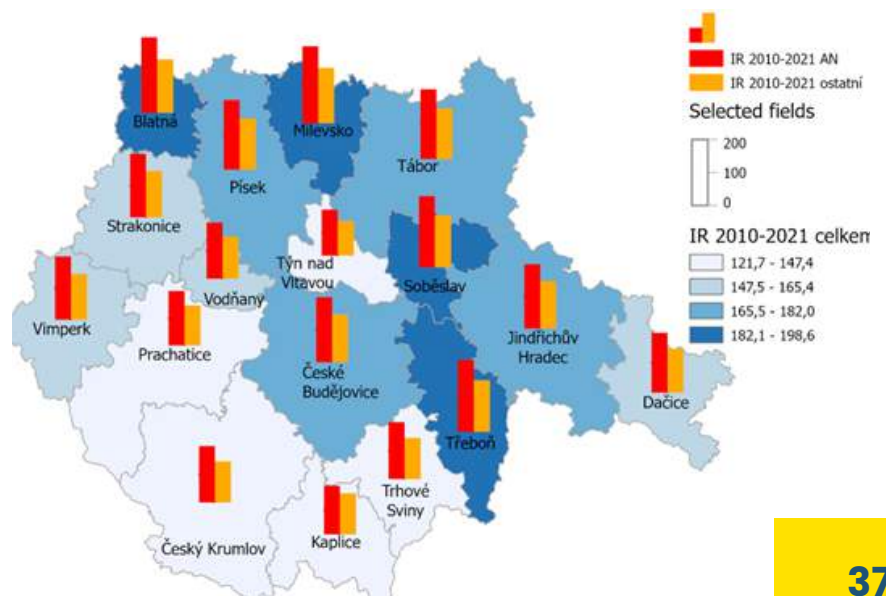 IR 2010-2021 AN
IR 2010-2021 ostatní
Selected fields
200
100
0
IR 2010-2021 celkem
121,7 - 147,4
147,5 - 165,4
165,5 - 182,0
182,1 - 198,6
Blatná
Milevsko
Písek
Tábor
Strakonice
Týn nad
Vltavou
Soběslav
Vodňany
Vimperk
Prachatice
Jindřichův
Hradec
České
Budějovice
Dačice
Třeboň
Trhové
Sviny
Český Krumlov
Kaplice
37